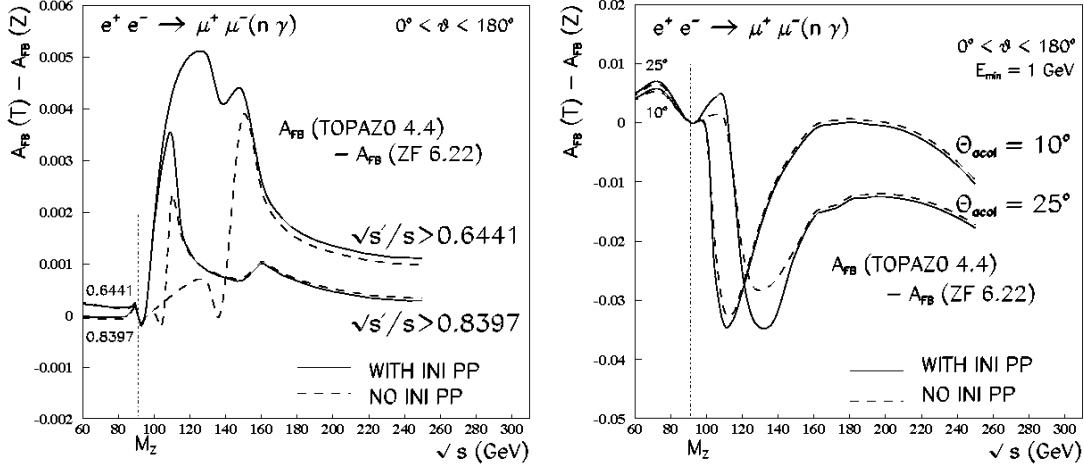 A_FB (T) − A_FB (Z)
0.006
0.005
0.004
0.003
0.002
0.001
0
-0.001
-0.002
e⁺ e⁻ → μ⁺ μ⁻(n γ)
0° < ϑ < 180°
A_FB (TOPAZ0 4.4)
− A_FB (ZF 6.22)
√s′/s>0.6441
0.6441
0.8397
√s′/s>0.8397
WITH INI PP
NO INI PP
60 80 100 120 140 160 180 200 220 240 260 280 300
M_Z
√ s (GeV)
A_FB (T) − A_FB (Z)
0.02
0.01
0
-0.01
-0.02
-0.03
-0.04
-0.05
e⁺ e⁻ → μ⁺ μ⁻(n γ)
0° < ϑ < 180°
E_min = 1 GeV
25°
10°
Θ_acol = 10°
Θ_acol = 25°
A_FB (TOPAZ0 4.4)
− A_FB (ZF 6.22)
WITH INI PP
NO INI PP
60 80 100 120 140 160 180 200 220 240 260 280 300
M_Z
√ s (GeV)